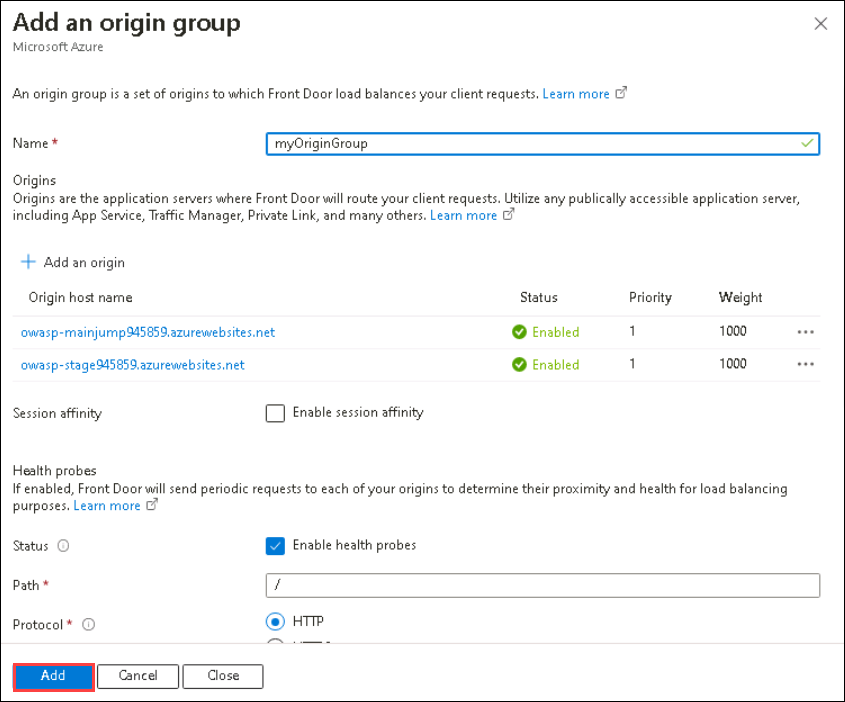 Add an origin group
Microsoft Azure
An origin group is a set of origins to which Front Door load balances your client requests. Learn more
Name *
myOriginGroup
Origins
Origins are the application servers where Front Door will route your client requests. Utilize any publically accessible application server,
including App Service, Traffic Manager, Private Link, and many others. Learn more
+ Add an origin
Origin host name Status Priority Weight
owasp-mainjump945859.azurewebsites.net Enabled 1 1000 ...
owasp-stage945859.azurewebsites.net Enabled 1 1000 ...
Session affinity Enable session affinity
Health probes
If enabled, Front Door will send periodic requests to each of your origins to determine their proximity and health for load balancing
purposes. Learn more
Status Enable health probes
Path * /
Protocol * HTTP
Add Cancel Close